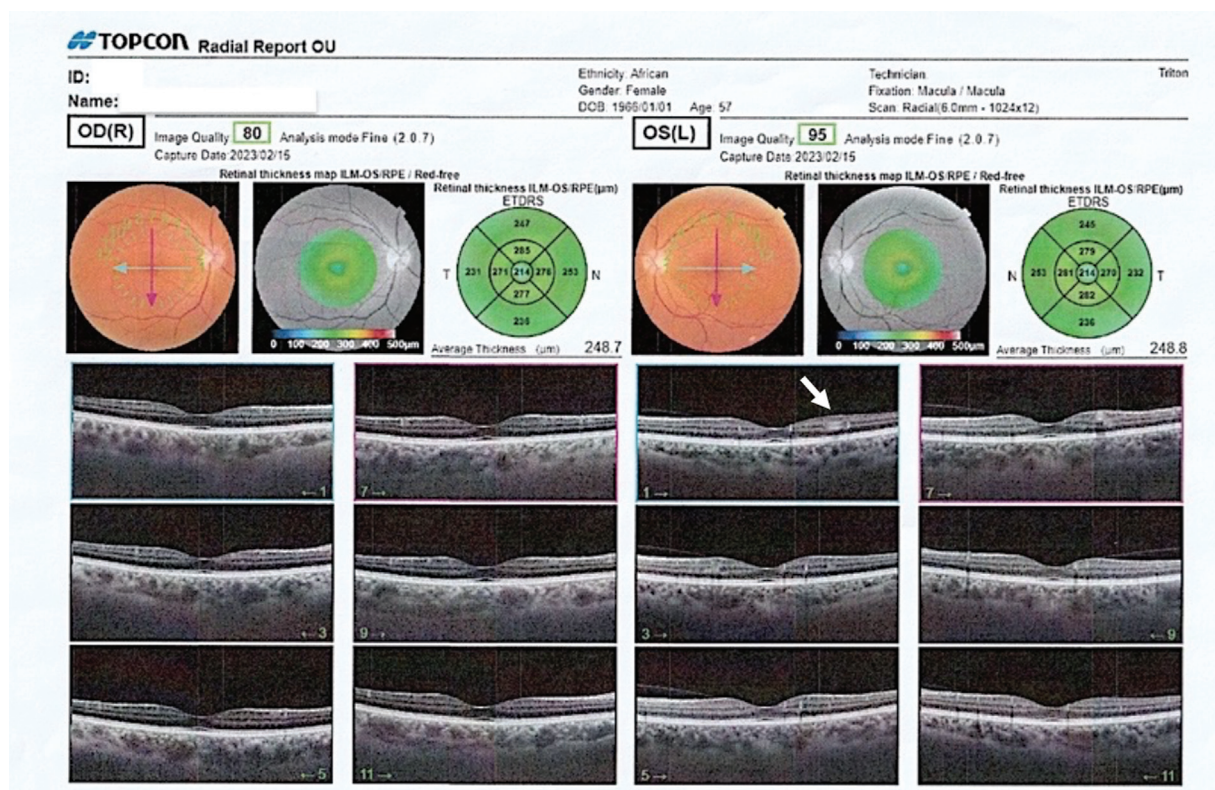 TOPCON Radial Report OU
ID:
Name:
Ethnicity: African
Gender: Female
DOB: 1966/01/01 Age: 57
Technician
Fixation: Macula / Macula
Scan: Radial(6.0mm - 1024x12)
Triton
OD(R)
Image Quality 80 Analysis mode Fine (2.0.7)
Capture Date 2023/02/15
Retinal thickness map ILM-OS/RPE / Red-free
Retinal thickness ILM-OS/RPE(µm)
ETDRS
247
285
T 231 271 214 276 253 N
277
235
0 100 200 300 400 500µm
Average Thickness (µm) 248.7
OS(L)
Image Quality 95 Analysis mode Fine (2.0.7)
Capture Date 2023/02/15
Retinal thickness map ILM-OS/RPE / Red-free
Retinal thickness ILM-OS/RPE(µm)
ETDRS
245
279
N 253 281 214 270 232 T
282
236
0 100 200 300 400 500µm
Average Thickness (µm) 248.8
←1
7→
1→
7→
←3
9→
3→
←9
←5
11→
5→
←11